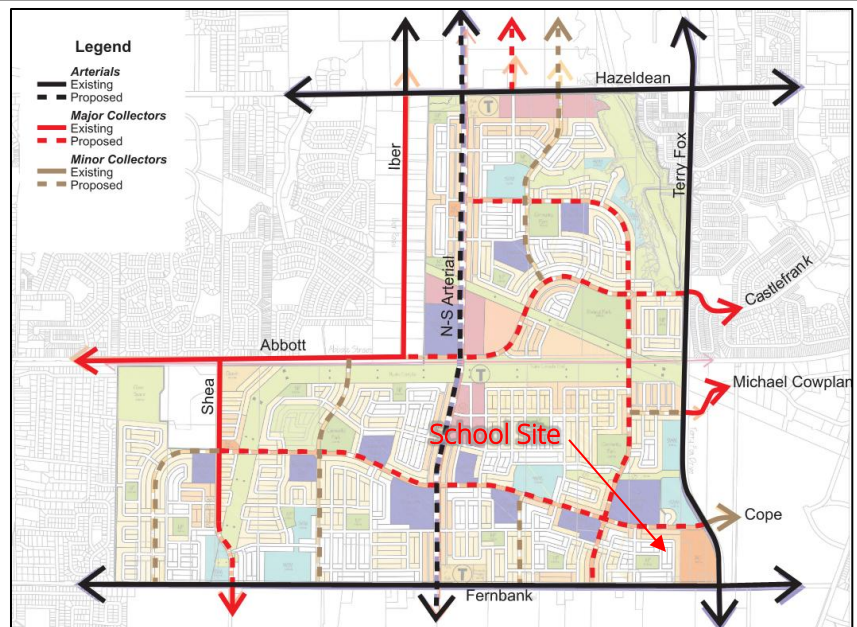 Legend
Arterials
Existing
Proposed
Major Collectors
Existing
Proposed
Minor Collectors
Existing
Proposed
Hazeldean
T
Iber
Terry Fox
N-S Arterial
Castlefrank
Abbott
T
Shea
Michael Cowplan
School Site
Cope
T
Fernbank